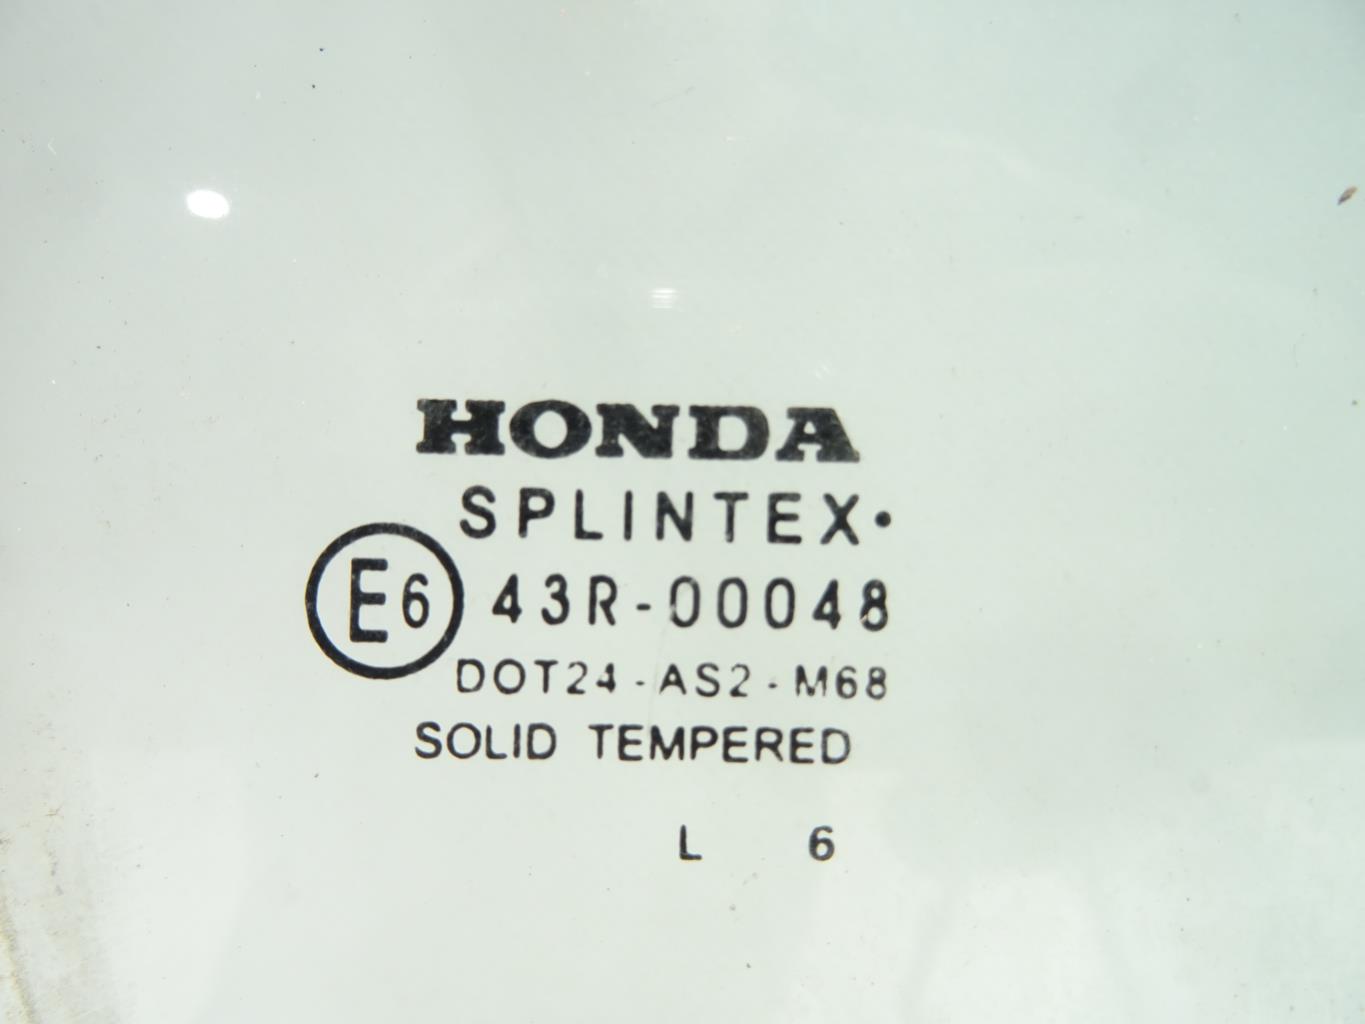 HONDA
SPLINTEX•
E6 43R-00048
DOT24-AS2-M68
SOLID TEMPERED
L 6